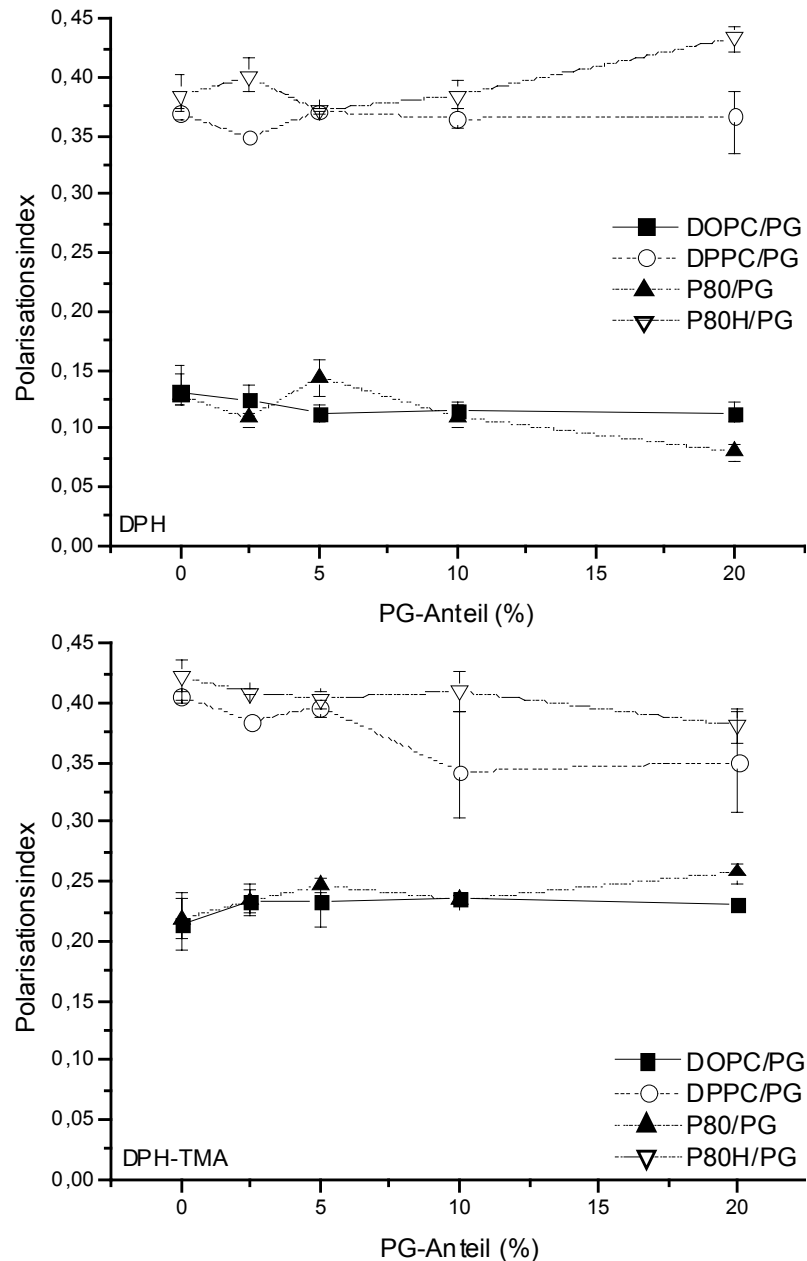 0,45
0,40
0,35
0,30
0,25
0,20
0,15
0,10
0,05
0,00
Polarisationsindex
DOPC/PG
DPPC/PG
P80/PG
P80H/PG
DPH
0
5
10
15
20
PG-Anteil (%)
0,45
0,40
0,35
0,30
0,25
0,20
0,15
0,10
0,05
0,00
Polarisationsindex
DOPC/PG
DPPC/PG
P80/PG
P80H/PG
DPH-TMA
0
5
10
15
20
PG-Anteil (%)